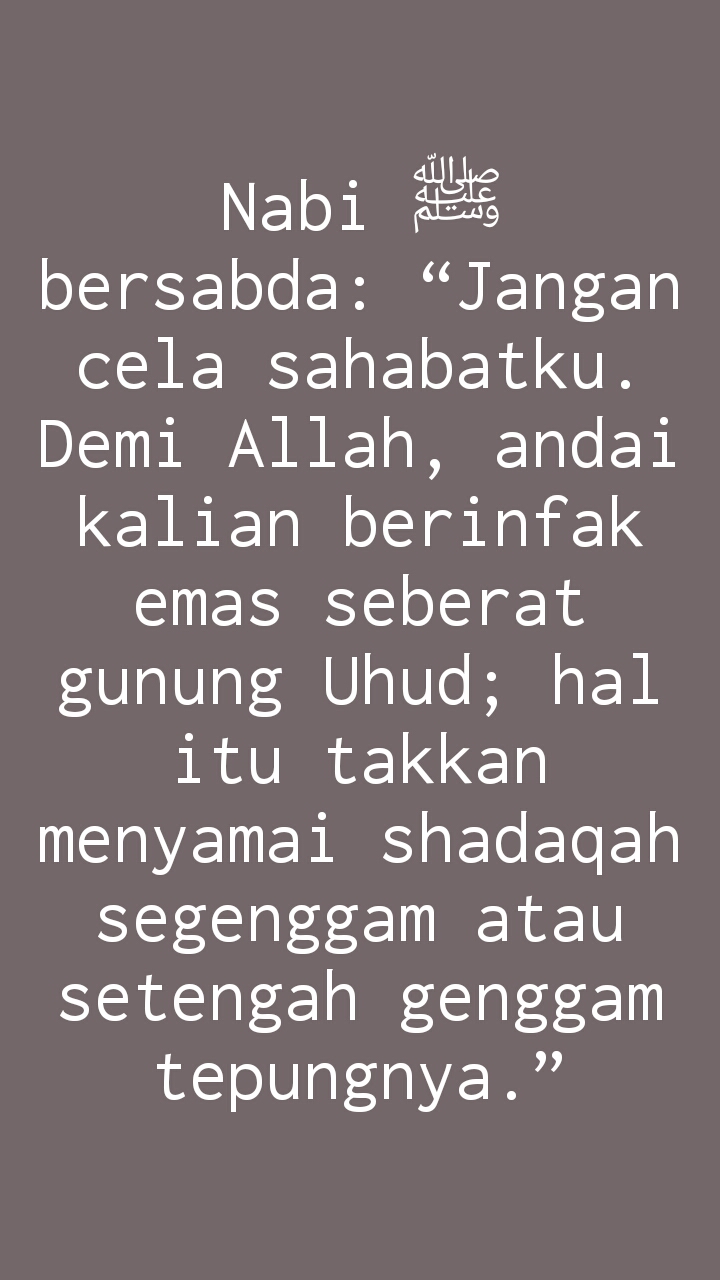 Nabi ﷺ
bersabda: “Jangan
cela sahabatku.
Demi Allah, andai
kalian berinfak
emas seberat
gunung Uhud; hal
itu takkan
menyamai shadaqah
segenggam atau
setengah genggam
tepungnya.”